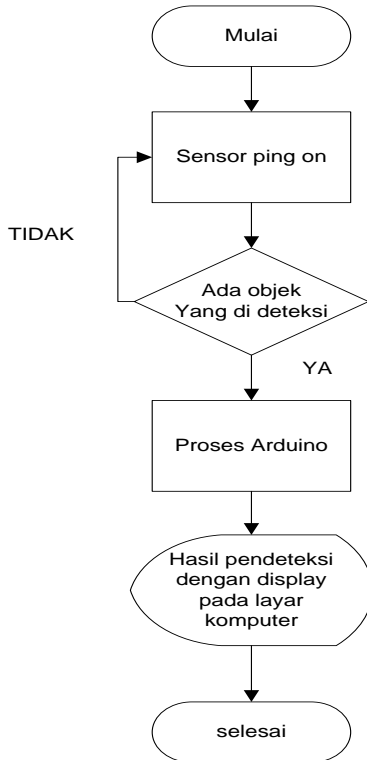 Mulai
Sensor ping on
TIDAK
Ada objek
Yang di deteksi
YA
Proses Arduino
Hasil pendeteksi
dengan display
pada layar
komputer
selesai